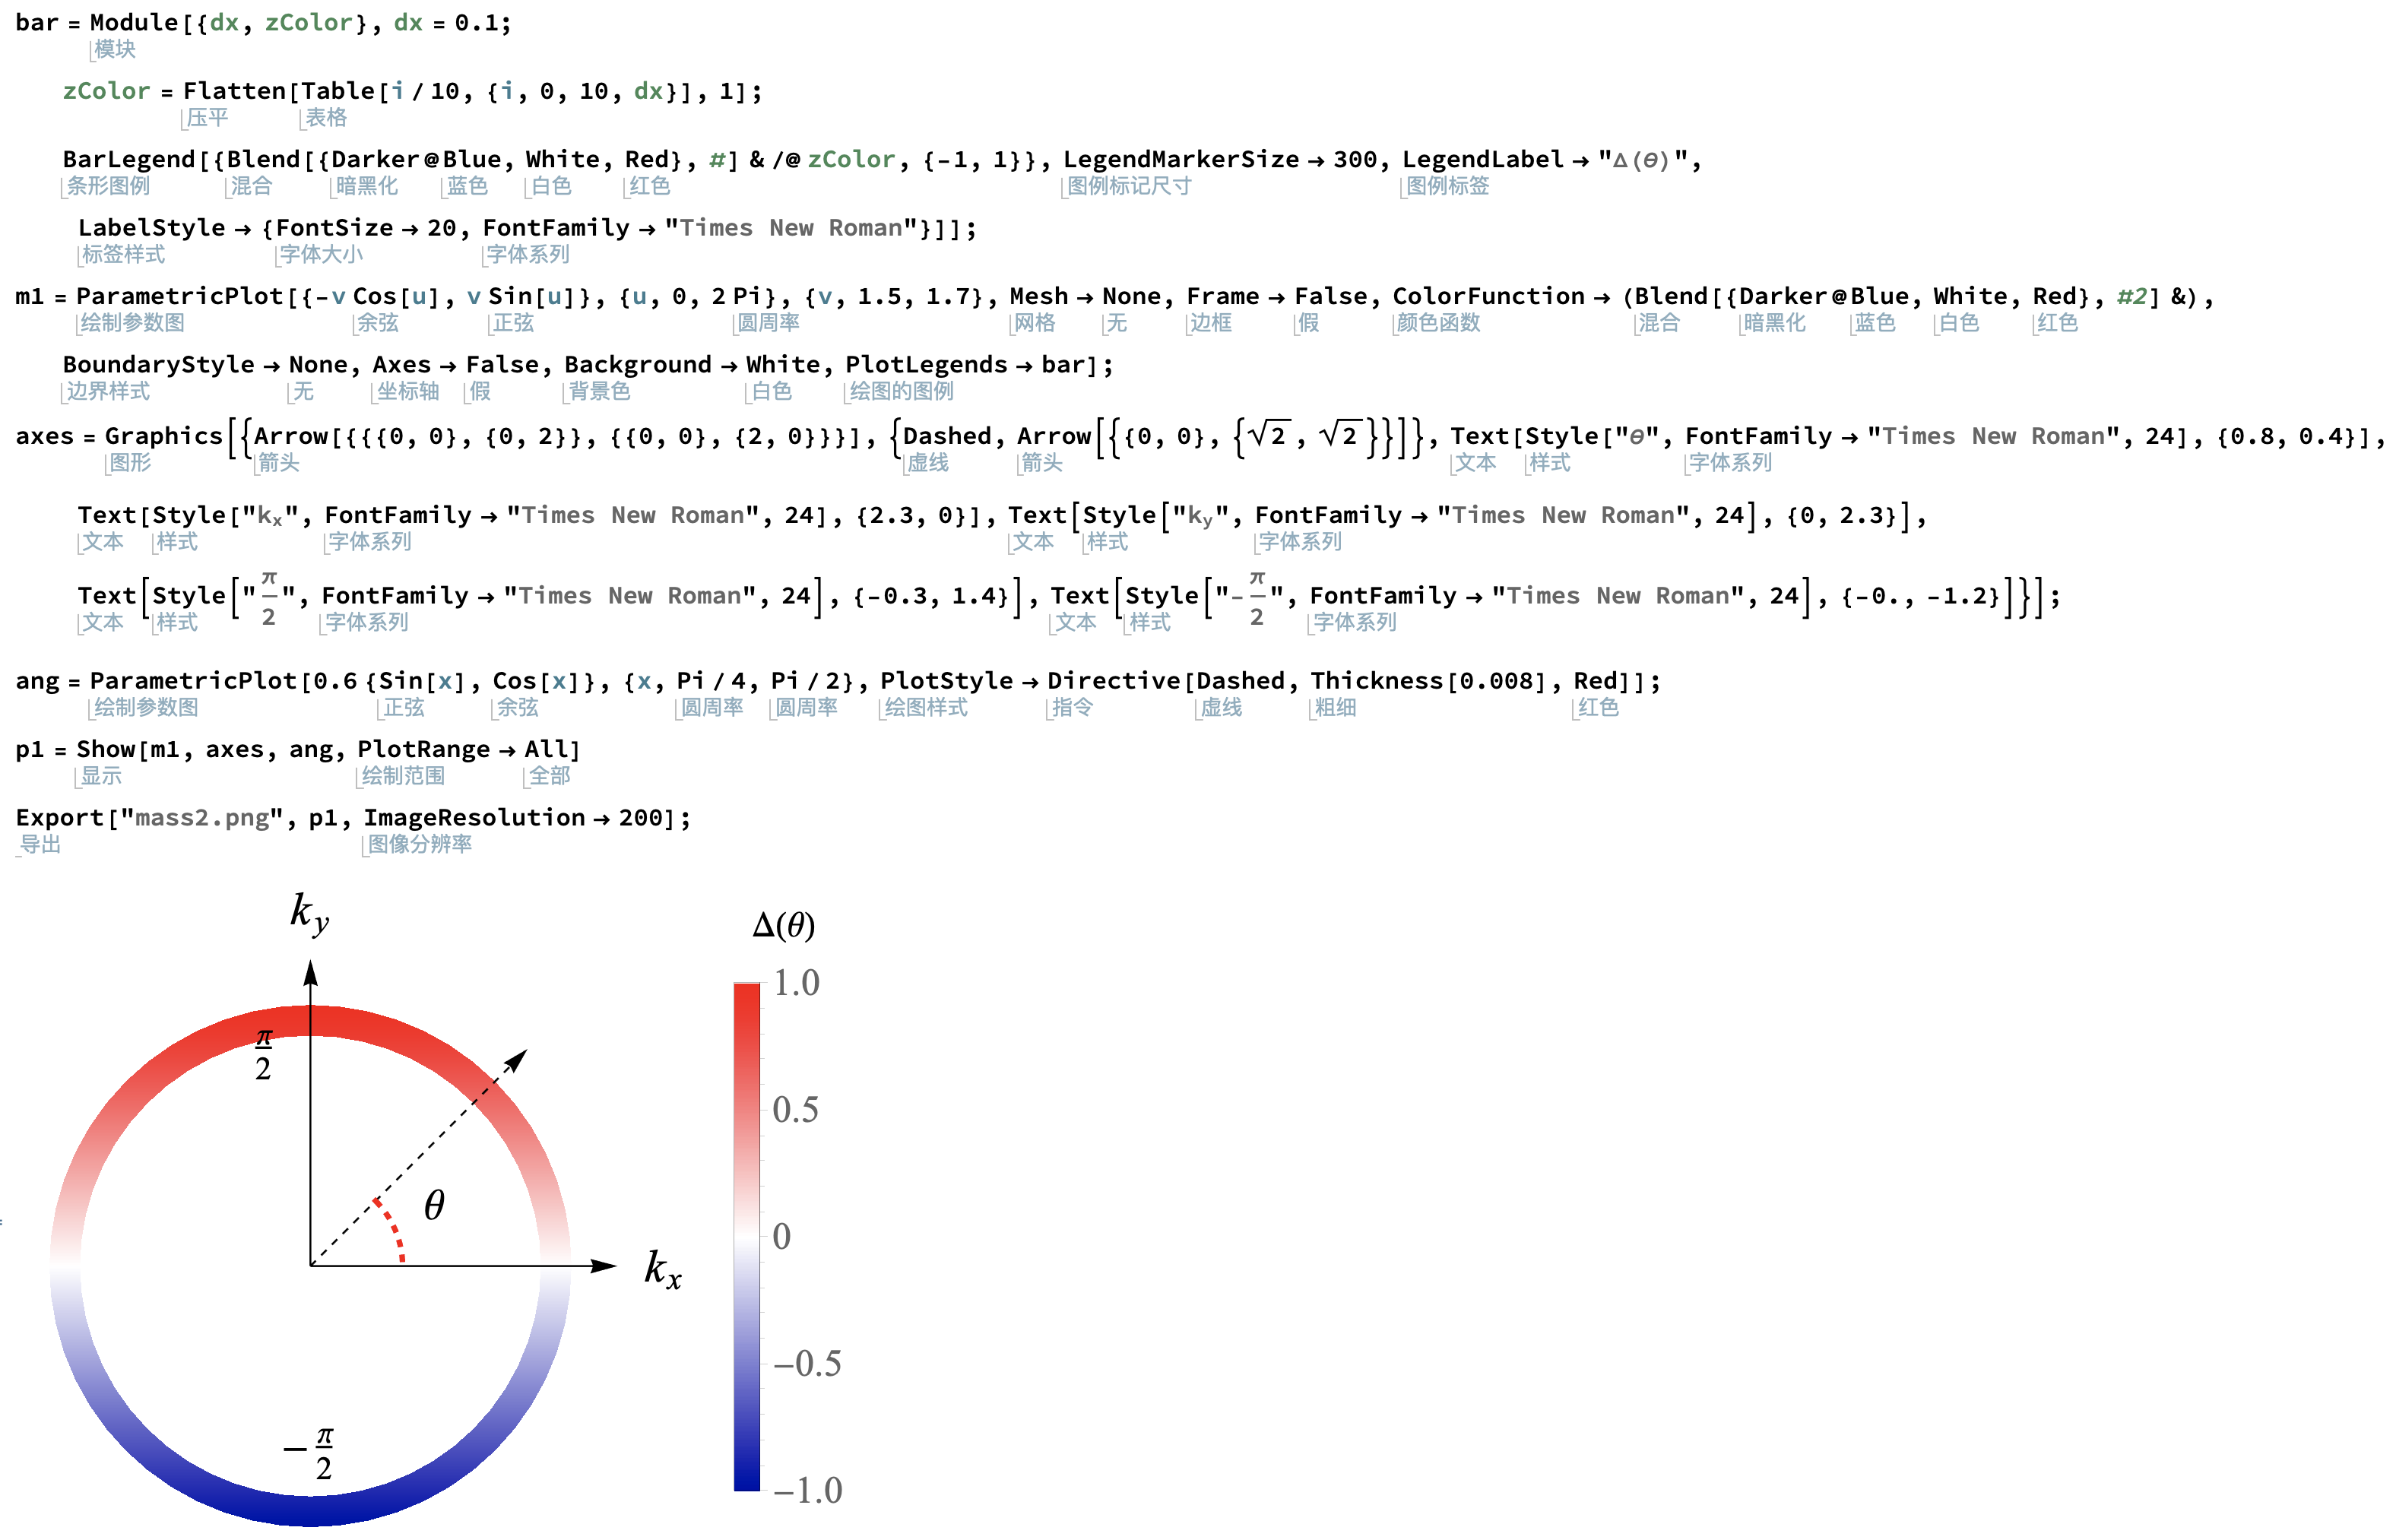 bar = Module[{dx, zColor}, dx = 0.1;
模块
zColor = Flatten[Table[i / 10, {i, 0, 10, dx}], 1];
压平 表格
BarLegend[{Blend[{Darker@Blue, White, Red}, #] & /@ zColor, {-1, 1}}, LegendMarkerSize → 300, LegendLabel → "Δ(θ)",
条形图例 混合 暗黑化 蓝色 白色 红色 图例标记尺寸 图例标签
LabelStyle → {FontSize → 20, FontFamily → "Times New Roman"}]];
标签样式 字体大小 字体系列
m1 = ParametricPlot[{-v Cos[u], v Sin[u]}, {u, 0, 2 Pi}, {v, 1.5, 1.7}, Mesh → None, Frame → False, ColorFunction → (Blend[{Darker@Blue, White, Red}, #2] &),
绘制参数图 余弦 正弦 圆周率 网格 无 边框 假 颜色函数 混合 暗黑化 蓝色 白色 红色
BoundaryStyle → None, Axes → False, Background → White, PlotLegends → bar];
边界样式 无 坐标轴 假 背景色 白色 绘图的图例
axes = Graphics[{Arrow[{{{0, 0}, {0, 2}}, {{0, 0}, {2, 0}}}], {Dashed, Arrow[{{0, 0}, {√2, √2}}]}, Text[Style["θ", FontFamily → "Times New Roman", 24], {0.8, 0.4}],
图形 箭头 虚线 箭头 文本 样式 字体系列
Text[Style["kₓ", FontFamily → "Times New Roman", 24], {2.3, 0}], Text[Style["k_y", FontFamily → "Times New Roman", 24], {0, 2.3}],
文本 样式 字体系列 文本 样式 字体系列
Text[Style["π/2", FontFamily → "Times New Roman", 24], {-0.3, 1.4}], Text[Style["-π/2", FontFamily → "Times New Roman", 24], {-0., -1.2}]}];
文本 样式 字体系列 文本 样式 字体系列
ang = ParametricPlot[0.6 {Sin[x], Cos[x]}, {x, Pi / 4, Pi / 2}, PlotStyle → Directive[Dashed, Thickness[0.008], Red]];
绘制参数图 正弦 余弦 圆周率 圆周率 绘图样式 指令 虚线 粗细 红色
p1 = Show[m1, axes, ang, PlotRange → All]
显示 绘制范围 全部
Export["mass2.png", p1, ImageResolution → 200];
导出 图像分辨率
k_y
π/2
θ
kₓ
-π/2
Δ(θ)
1.0
0.5
0
−0.5
−1.0